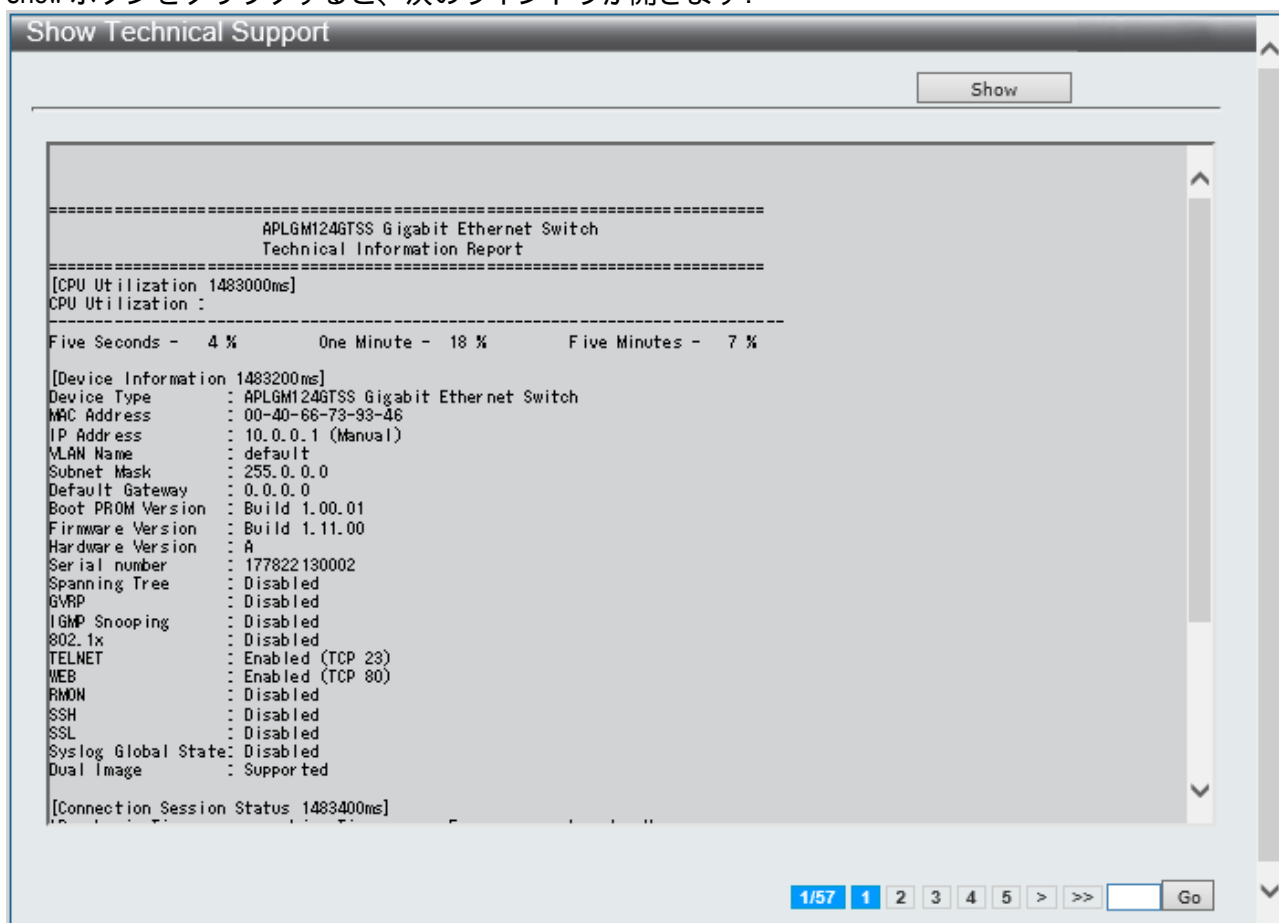 Show ボタンをクリックすると、次のウィンドウが開きます.
Show Technical Support
Show
==============================================================================
APLGM124GTSS Gigabit Ethernet Switch
Technical Information Report
==============================================================================
[CPU Utilization 1483000ms]
CPU Utilization :
--------------------------------------------------------------------------------
Five Seconds - 4 % One Minute - 18 % Five Minutes - 7 %
[Device Information 1483200ms]
Device Type : APLGM124GTSS Gigabit Ethernet Switch
MAC Address : 00-40-66-73-93-46
IP Address : 10.0.0.1 (Manual)
VLAN Name : default
Subnet Mask : 255.0.0.0
Default Gateway : 0.0.0.0
Boot PROM Version : Build 1.00.01
Firmware Version : Build 1.11.00
Hardware Version : A
Serial number : 177822130002
Spanning Tree : Disabled
GVRP : Disabled
IGMP Snooping : Disabled
802.1x : Disabled
TELNET : Enabled (TCP 23)
WEB : Enabled (TCP 80)
RMON : Disabled
SSH : Disabled
SSL : Disabled
Syslog Global State: Disabled
Dual Image : Supported
[Connection Session Status 1483400ms]
1/57 1 2 3 4 5 > >> Go